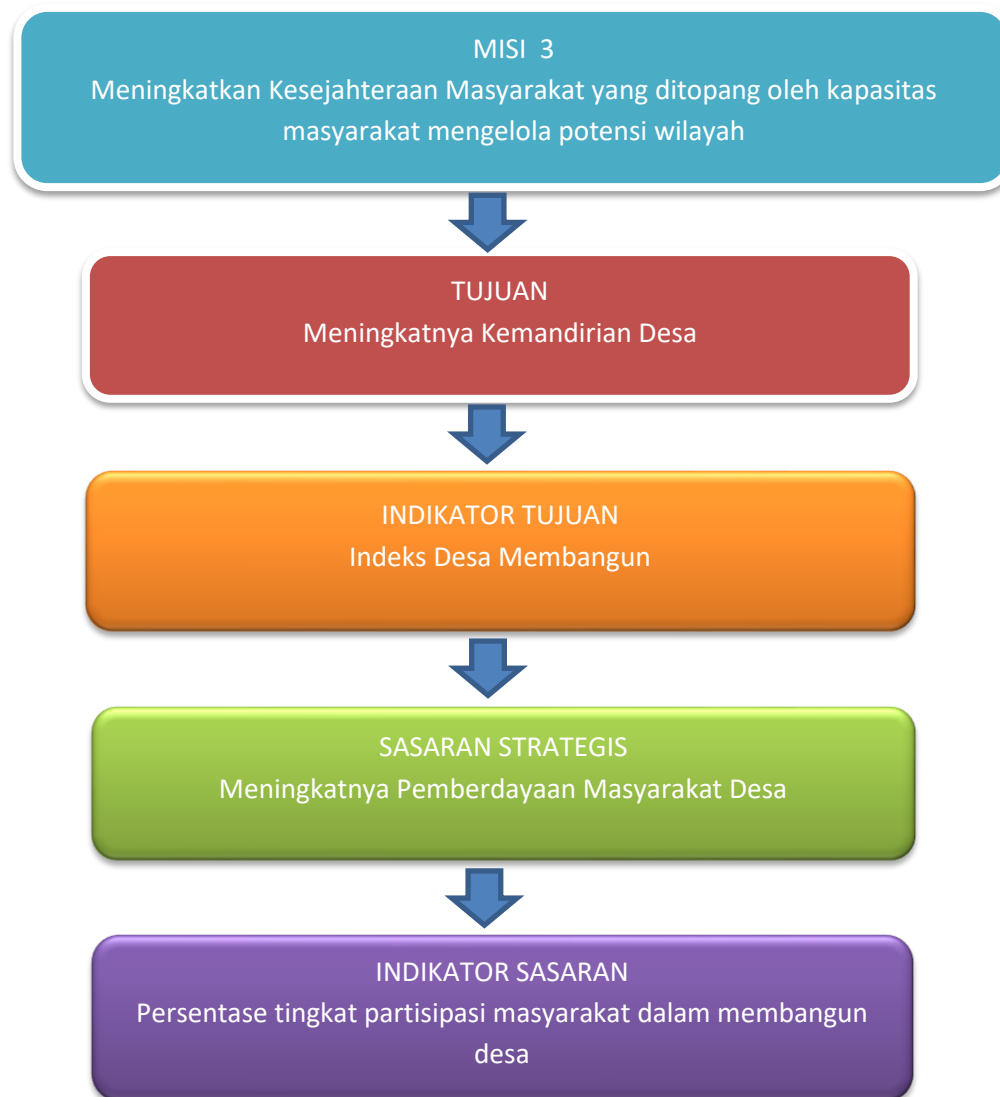 MISI 3
Meningkatkan Kesejahteraan Masyarakat yang ditopang oleh kapasitas
masyarakat mengelola potensi wilayah
TUJUAN
Meningkatnya Kemandirian Desa
INDIKATOR TUJUAN
Indeks Desa Membangun
SASARAN STRATEGIS
Meningkatnya Pemberdayaan Masyarakat Desa
INDIKATOR SASARAN
Persentase tingkat partisipasi masyarakat dalam membangun
desa